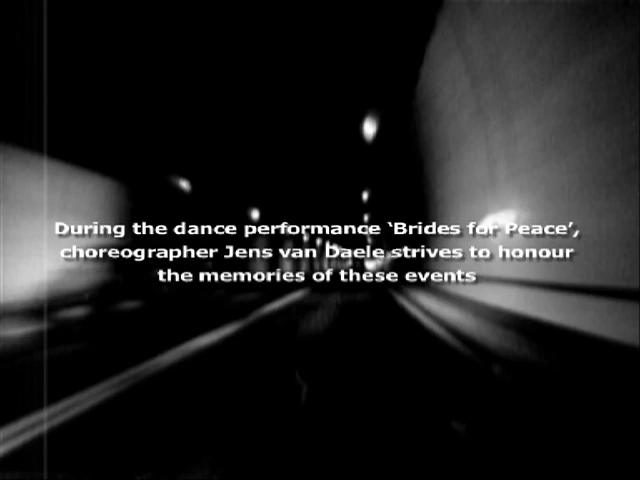 During the dance performance ‘Brides for Peace’,
choreographer Jens van Daele strives to honour
the memories of these events